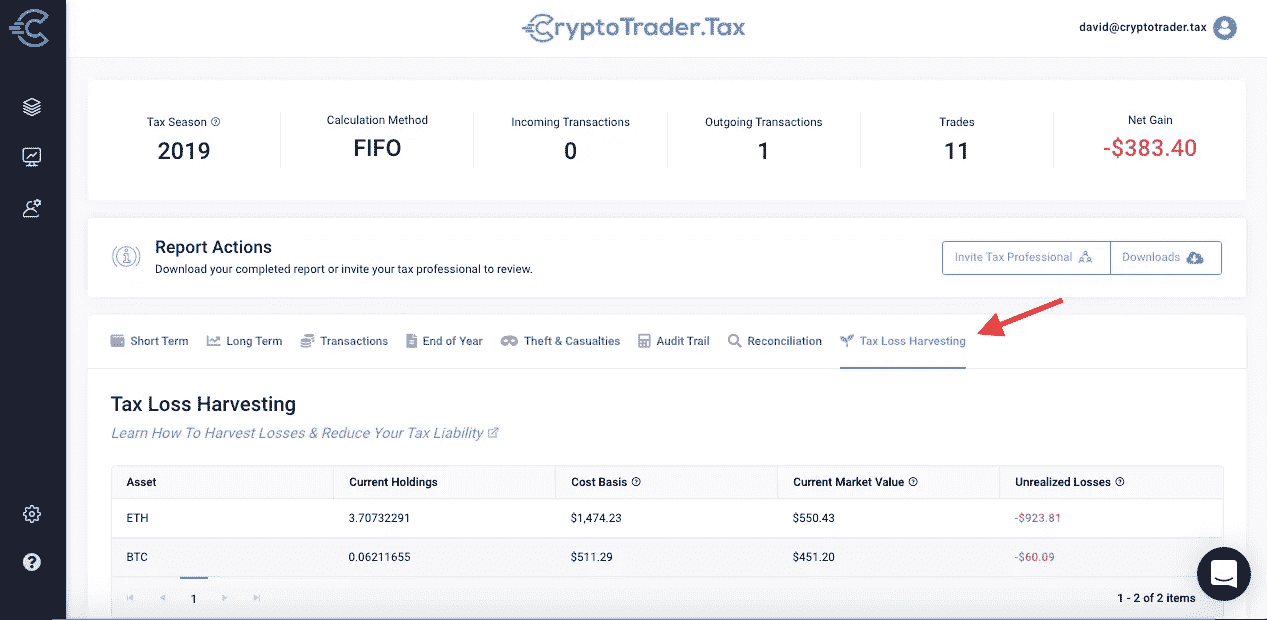 CryptoTrader.Tax
david@cryptotrader.tax
Tax Season
Calculation Method
Incoming Transactions
Outgoing Transactions
Trades
Net Gain
2019
FIFO
0
1
11
-$383.40
Report Actions
Download your completed report or invite your tax professional to review.
Invite Tax Professional
Downloads
Short Term
Long Term
Transactions
End of Year
Theft & Casualties
Audit Trail
Reconciliation
Tax Loss Harvesting
Tax Loss Harvesting
Learn How To Harvest Losses & Reduce Your Tax Liability
Asset
Current Holdings
Cost Basis
Current Market Value
Unrealized Losses
ETH
3.70732291
$1,474.23
$550.43
-$923.81
BTC
0.06211655
$511.29
$451.20
-$60.09
1
1 - 2 of 2 items